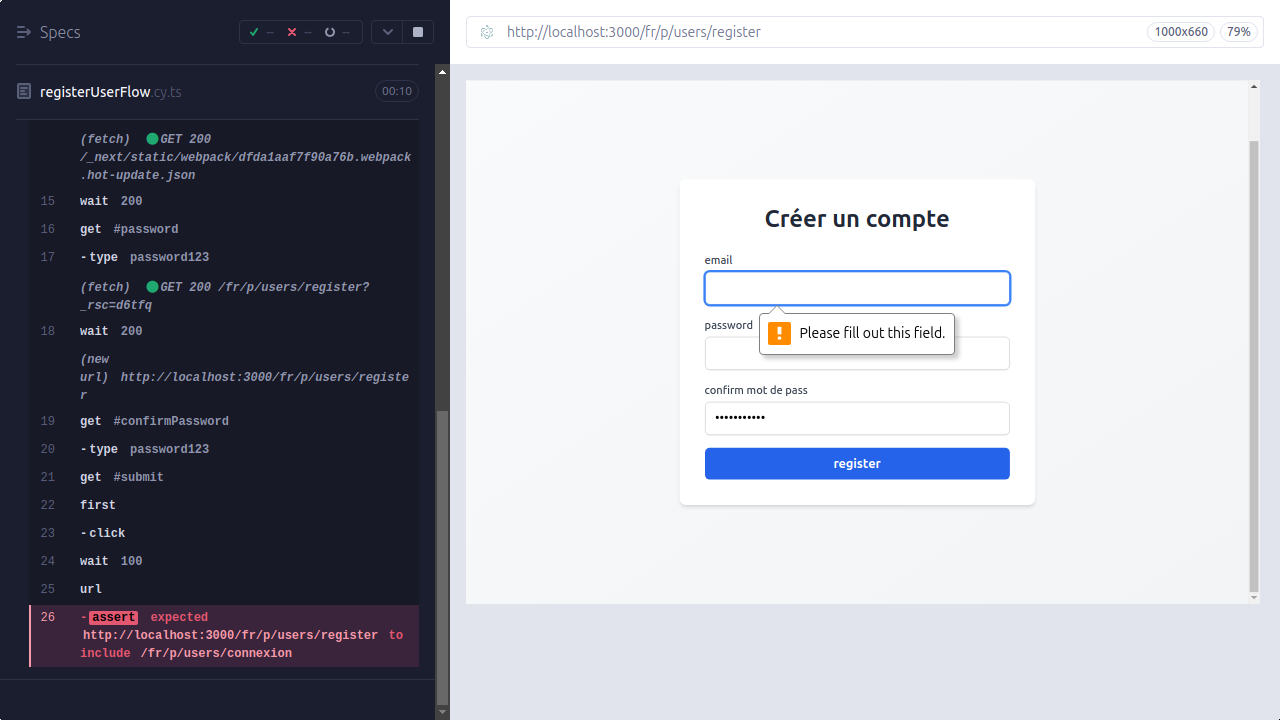 Specs
--
--
--
registerUserFlow.cy.ts
00:10
(fetch) GET 200
/_next/static/webpack/dfda1aaf7f90a76b.webpack
.hot-update.json
15 wait 200
16 get #password
17 -type password123
(fetch) GET 200 /fr/p/users/register?
_rsc=d6tfq
18 wait 200
(new
url) http://localhost:3000/fr/p/users/registe
r
19 get #confirmPassword
20 -type password123
21 get #submit
22 first
23 -click
24 wait 100
25 url
26 -assert expected
http://localhost:3000/fr/p/users/register to
include /fr/p/users/connexion
http://localhost:3000/fr/p/users/register
1000x660
79%
Créer un compte
email
password
Please fill out this field.
confirm mot de pass
•••••••••••
register